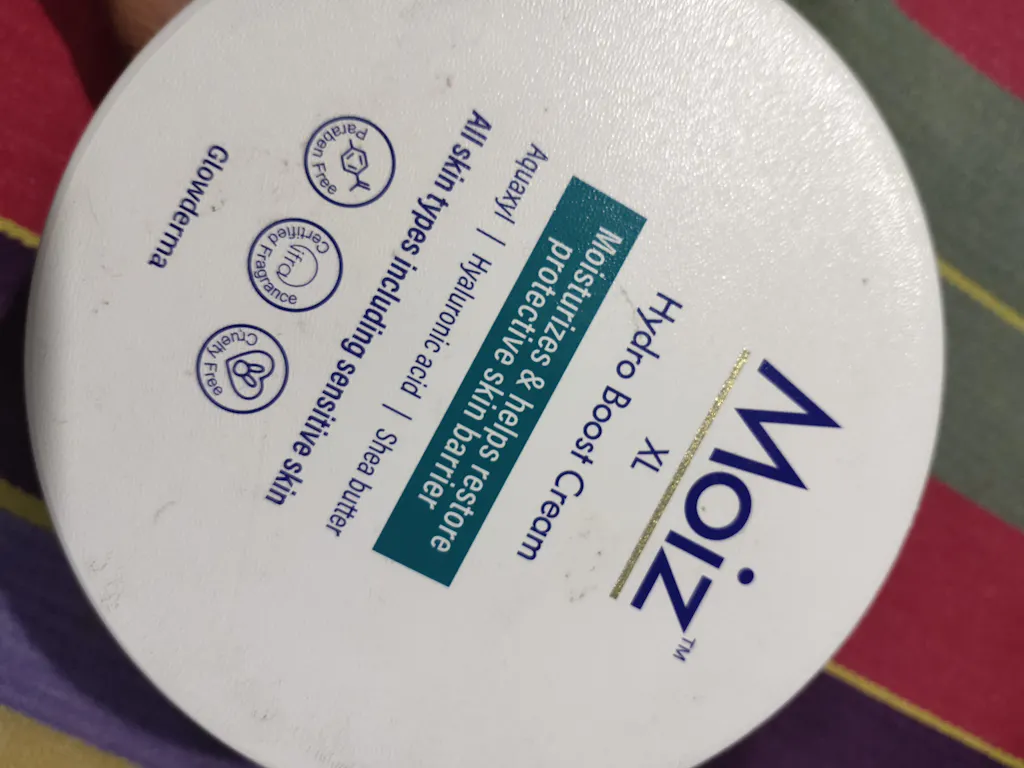 Moiz™
XL
Hydro Boost Cream
Moisturizes & helps restore
protective skin barrier
Aquaxyl | Hyaluronic acid | Shea butter
All skin types including sensitive skin
Paraben Free
Certified Fragrance
ifra
Cruelty Free
Glowderma